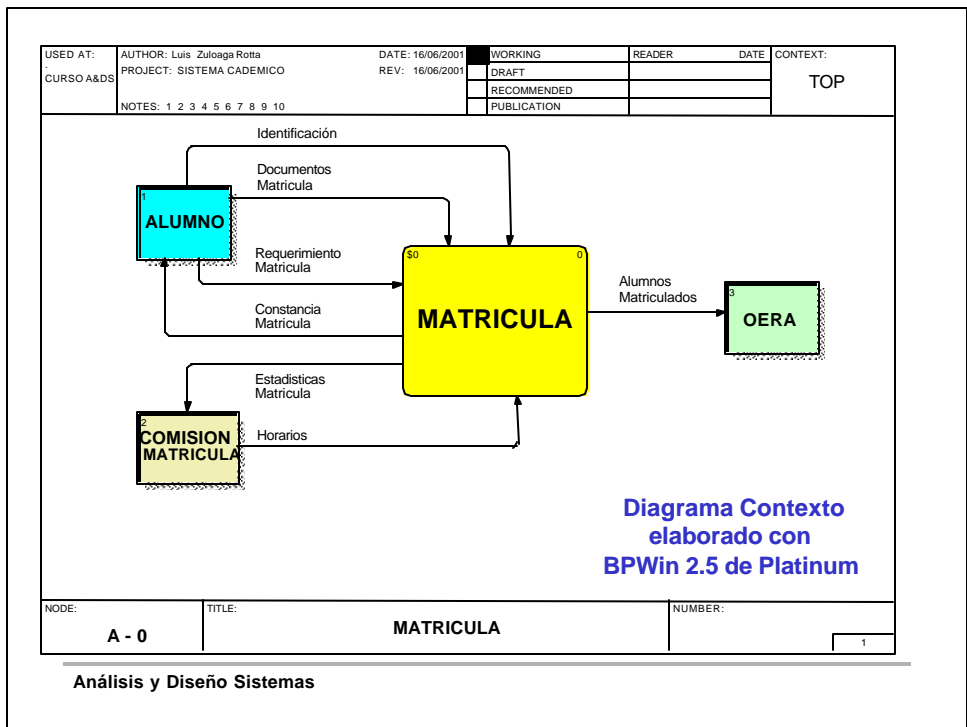 USED AT:
.
CURSO A&DS
AUTHOR: Luis Zuloaga Rotta
PROJECT: SISTEMA CADEMICO
NOTES: 1 2 3 4 5 6 7 8 9 10
DATE: 16/06/2001
REV: 16/06/2001
WORKING
DRAFT
RECOMMENDED
PUBLICATION
READER DATE
CONTEXT:
TOP
Identificación
Documentos
Matricula
1
ALUMNO
Requerimiento
Matricula
Constancia
Matricula
$0 0
MATRICULA
Alumnos
Matriculados
3
OERA
Estadisticas
Matricula
2
COMISION
MATRICULA
Horarios
Diagrama Contexto
elaborado con
BPWin 2.5 de Platinum
NODE:
A - 0
TITLE:
MATRICULA
NUMBER:
1
Análisis y Diseño Sistemas